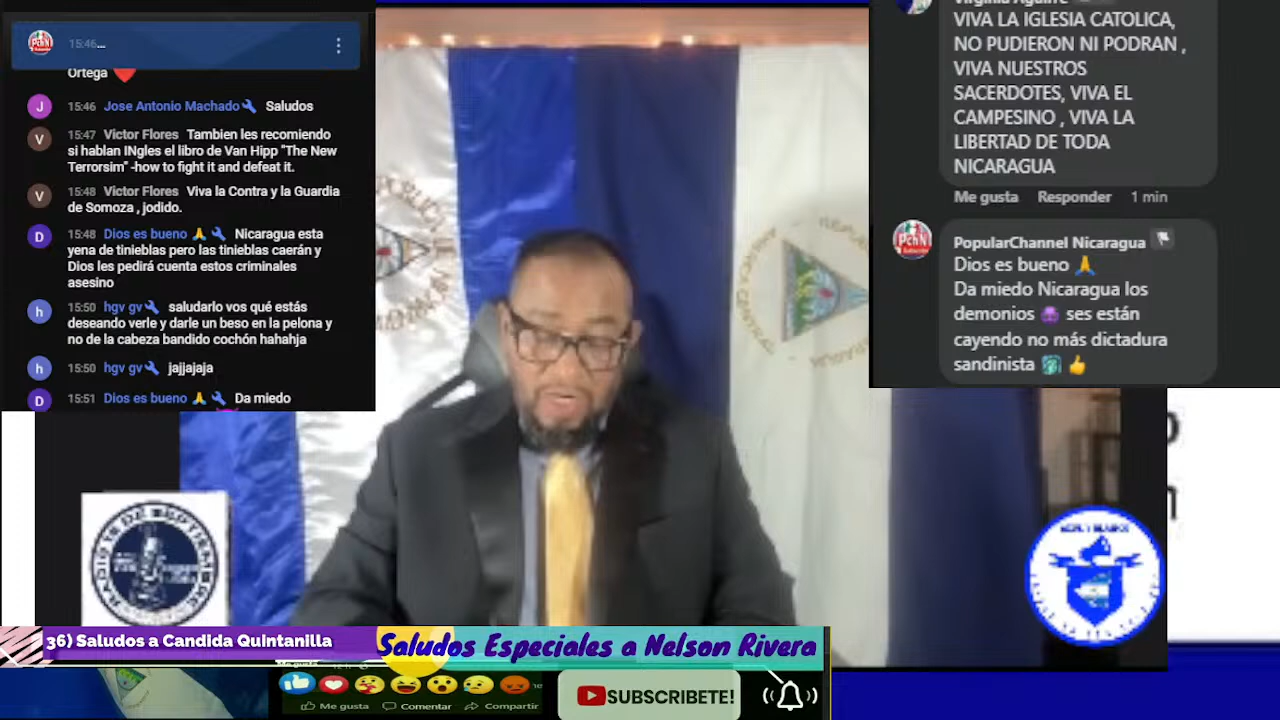 15:46...
Ortega ❤️
J 15:46 Jose Antonio Machado Saludos
V 15:47 Victor Flores Tambien les recomiendo
si hablan INgles el libro de Van Hipp "The New
Terrorsim" -how to fight it and defeat it.
V 15:48 Victor Flores Viva la Contra y la Guardia
de Somoza , jodido.
D 15:48 Dios es bueno 🙏 Nicaragua esta
yena de tinieblas pero las tinieblas caerán y
Dios les pedirá cuenta estos criminales
asesino
h 15:50 hgv gv saludarlo vos qué estás
deseando verle y darle un beso en la pelona y
no de la cabeza bandido cochón hahahja
h 15:50 hgv gv jajjajaja
D 15:51 Dios es bueno 🙏 Da miedo
Virginia Aguirre
VIVA LA IGLESIA CATOLICA,
NO PUDIERON NI PODRAN ,
VIVA NUESTROS
SACERDOTES, VIVA EL
CAMPESINO , VIVA LA
LIBERTAD DE TODA
NICARAGUA
Me gusta Responder 1 min
PchN
PopularChannel Nicaragua
Dios es bueno 🙏
Da miedo Nicaragua los
demonios 👿 ses están
cayendo no más dictadura
sandinista 👍
36) Saludos a Candida Quintanilla
Saludos Especiales a Nelson Rivera
Me gusta Comentar Compartir
SUBSCRIBETE!